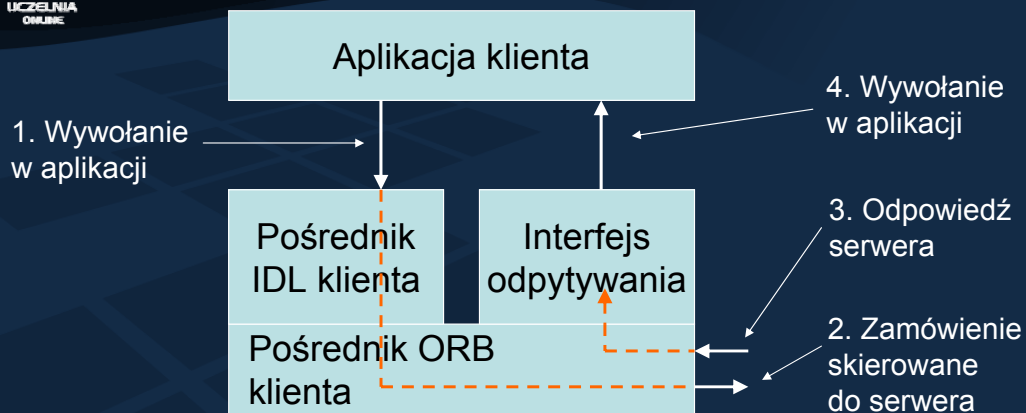 UCZELNIA
ONLINE
Aplikacja klienta
1. Wywołanie
w aplikacji
4. Wywołanie
w aplikacji
Pośrednik
IDL klienta
Interfejs
odpytywania
3. Odpowiedź
serwera
Pośrednik ORB
klienta
2. Zamówienie
skierowane
do serwera